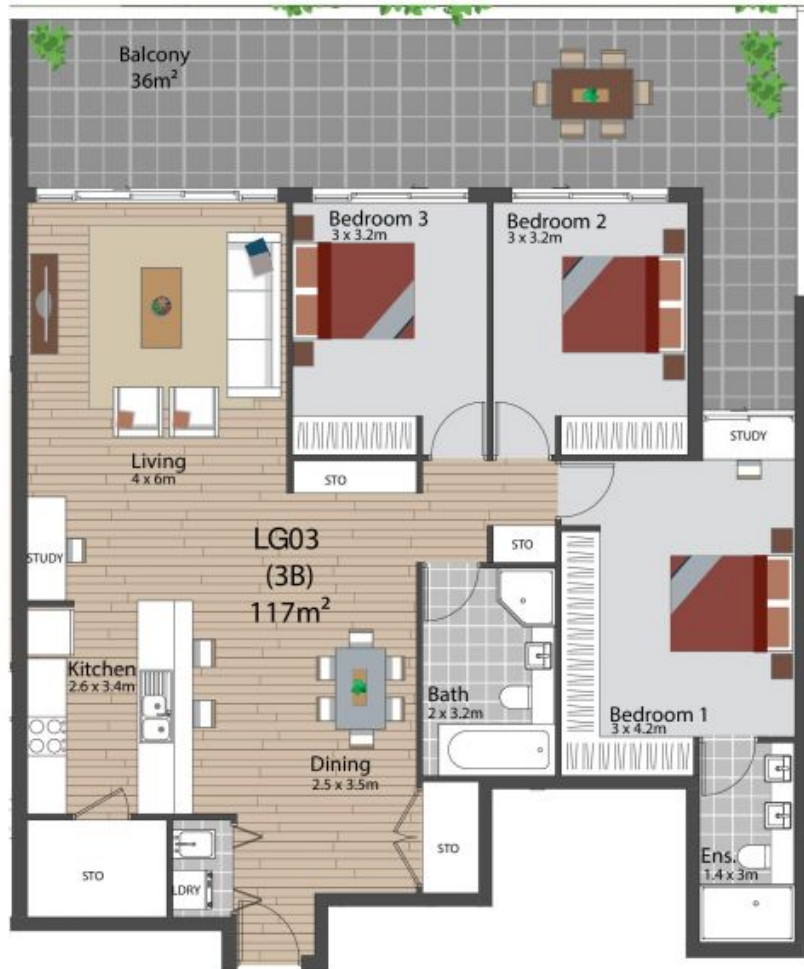 Balcony
36m²
Bedroom 3
3 x 3.2m
Bedroom 2
3 x 3.2m
STUDY
Living
4 x 6m
STO
STUDY
LG03
(3B)
117m²
STO
Kitchen
2.6 x 3.4m
Bath
2 x 3.2m
Bedroom 1
3 x 4.2m
Dining
2.5 x 3.5m
STO
LDRY
STO
Ens.
1.4 x 3m